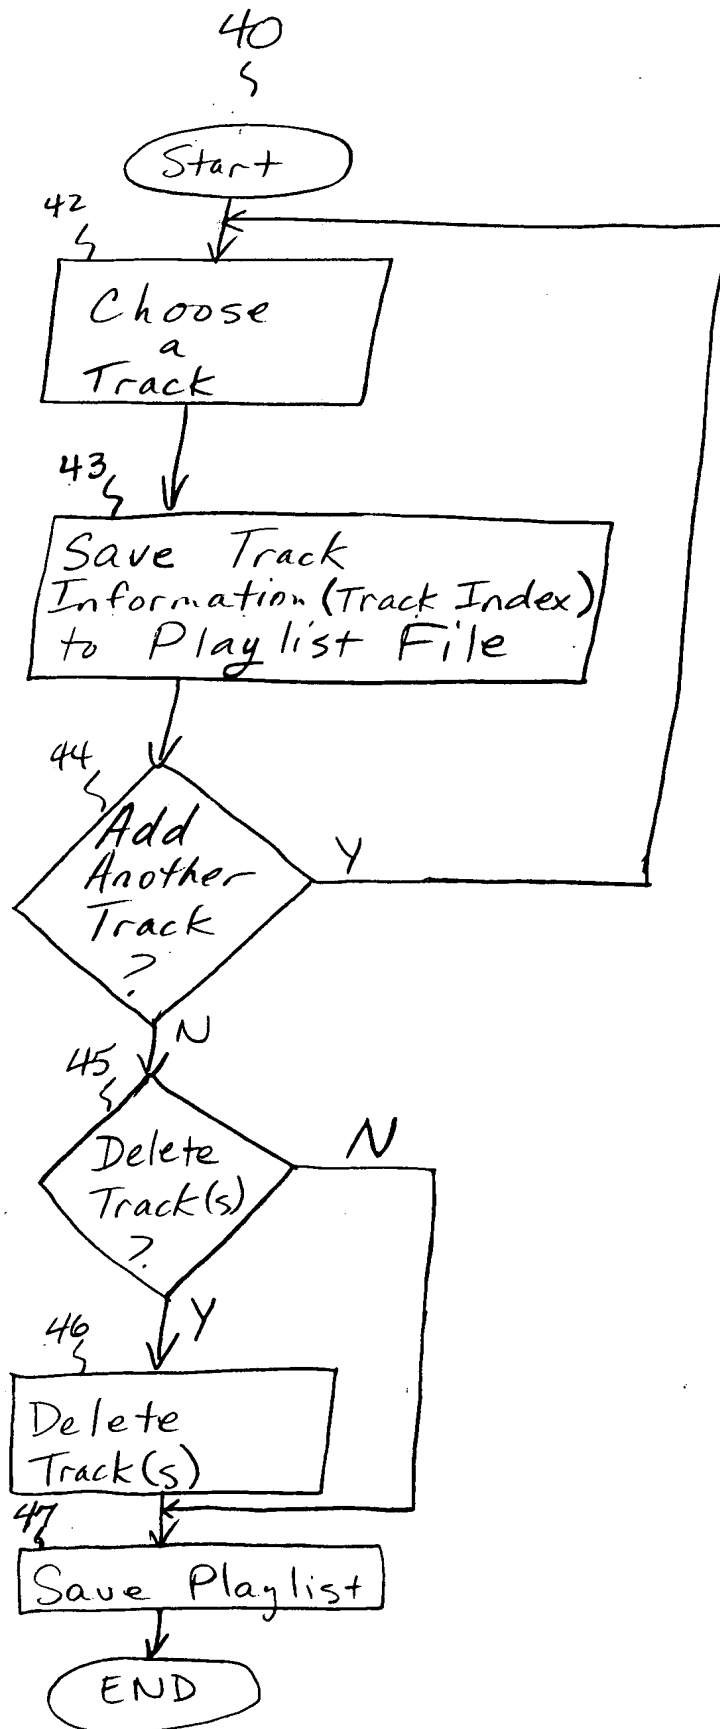 40
Start
42
Choose
a
Track
43
Save Track
Information (Track Index)
to Playlist File
44
Add
Another
Track
?
Y
N
45
Delete
Track(s)
?
N
Y
46
Delete
Track(s)
47
Save Playlist
END